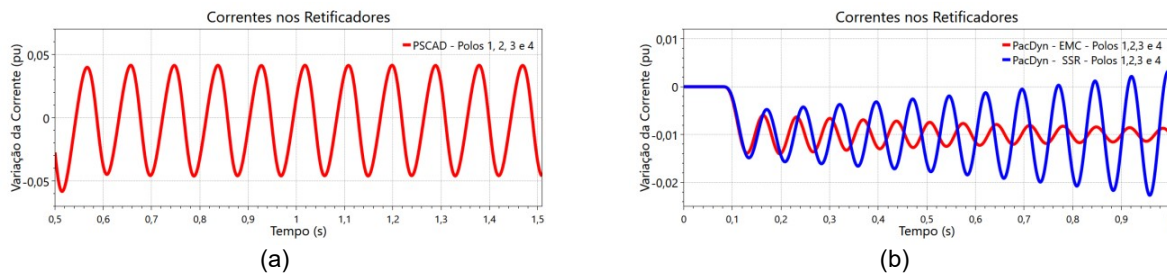 Correntes nos Retificadores
PSCAD - Polos 1, 2, 3 e 4
Variação da Corrente (pu)
0,05
0
-0,05
0,5 0,6 0,7 0,8 0,9 1 1,1 1,2 1,3 1,4 1,5
Tempo (s)
(a)
Correntes nos Retificadores
PacDyn - EMC - Polos 1,2,3 e 4
PacDyn - SSR - Polos 1,2,3 e 4
Variação da Corrente (pu)
0,01
0
-0,01
-0,02
0 0,1 0,2 0,3 0,4 0,5 0,6 0,7 0,8 0,9
Tempo (s)
(b)